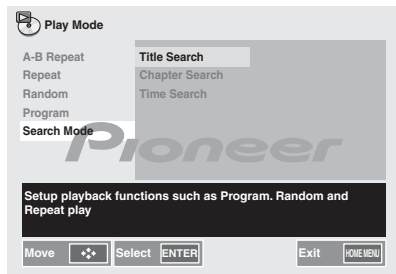 Play Mode
A-B Repeat
Repeat
Random
Program
Search Mode
Title Search
Chapter Search
Time Search
Pioneer
Setup playback functions such as Program. Random and
Repeat play
Move Select ENTER Exit HOME MENU